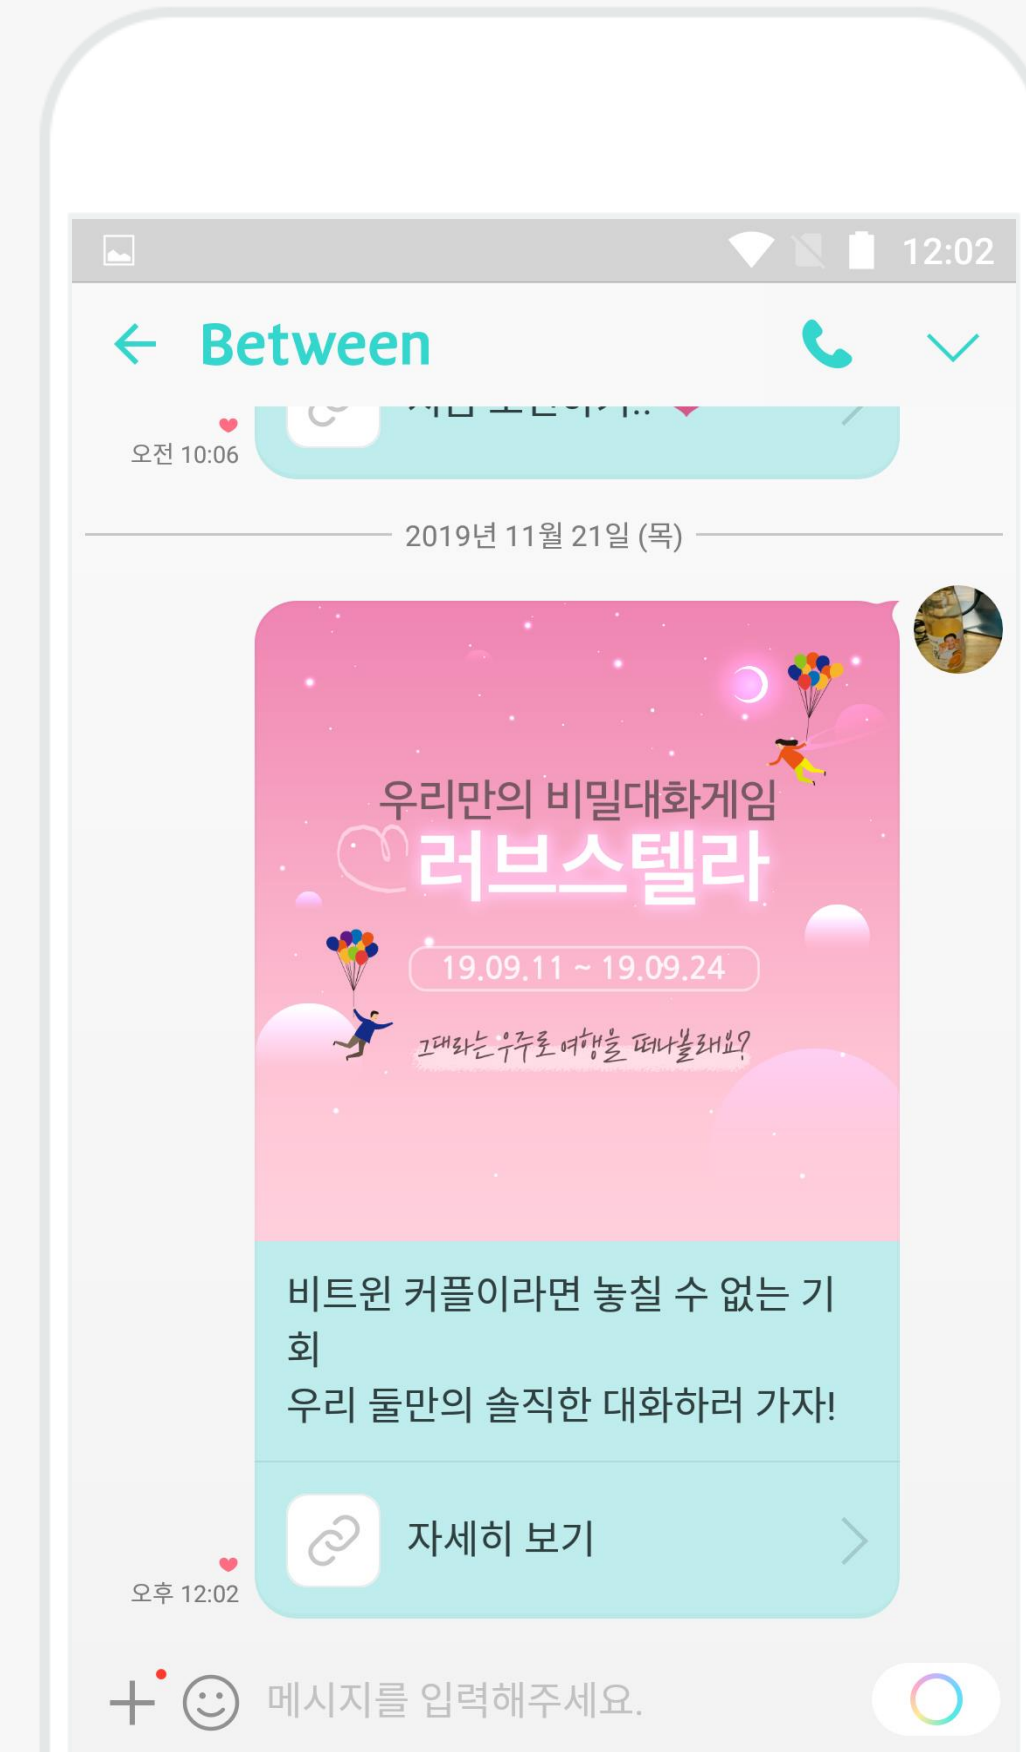 12:02
Between
오전 10:06
2019년 11월 21일 (목)
우리만의 비밀대화게임
러브스텔라
19.09.11 ~ 19.09.24
그대라는 우주로 여행을 떠나볼래요?
비트윈 커플이라면 놓칠 수 없는 기
회
우리 둘만의 솔직한 대화하러 가자!
자세히 보기
오후 12:02
메시지를 입력해주세요.